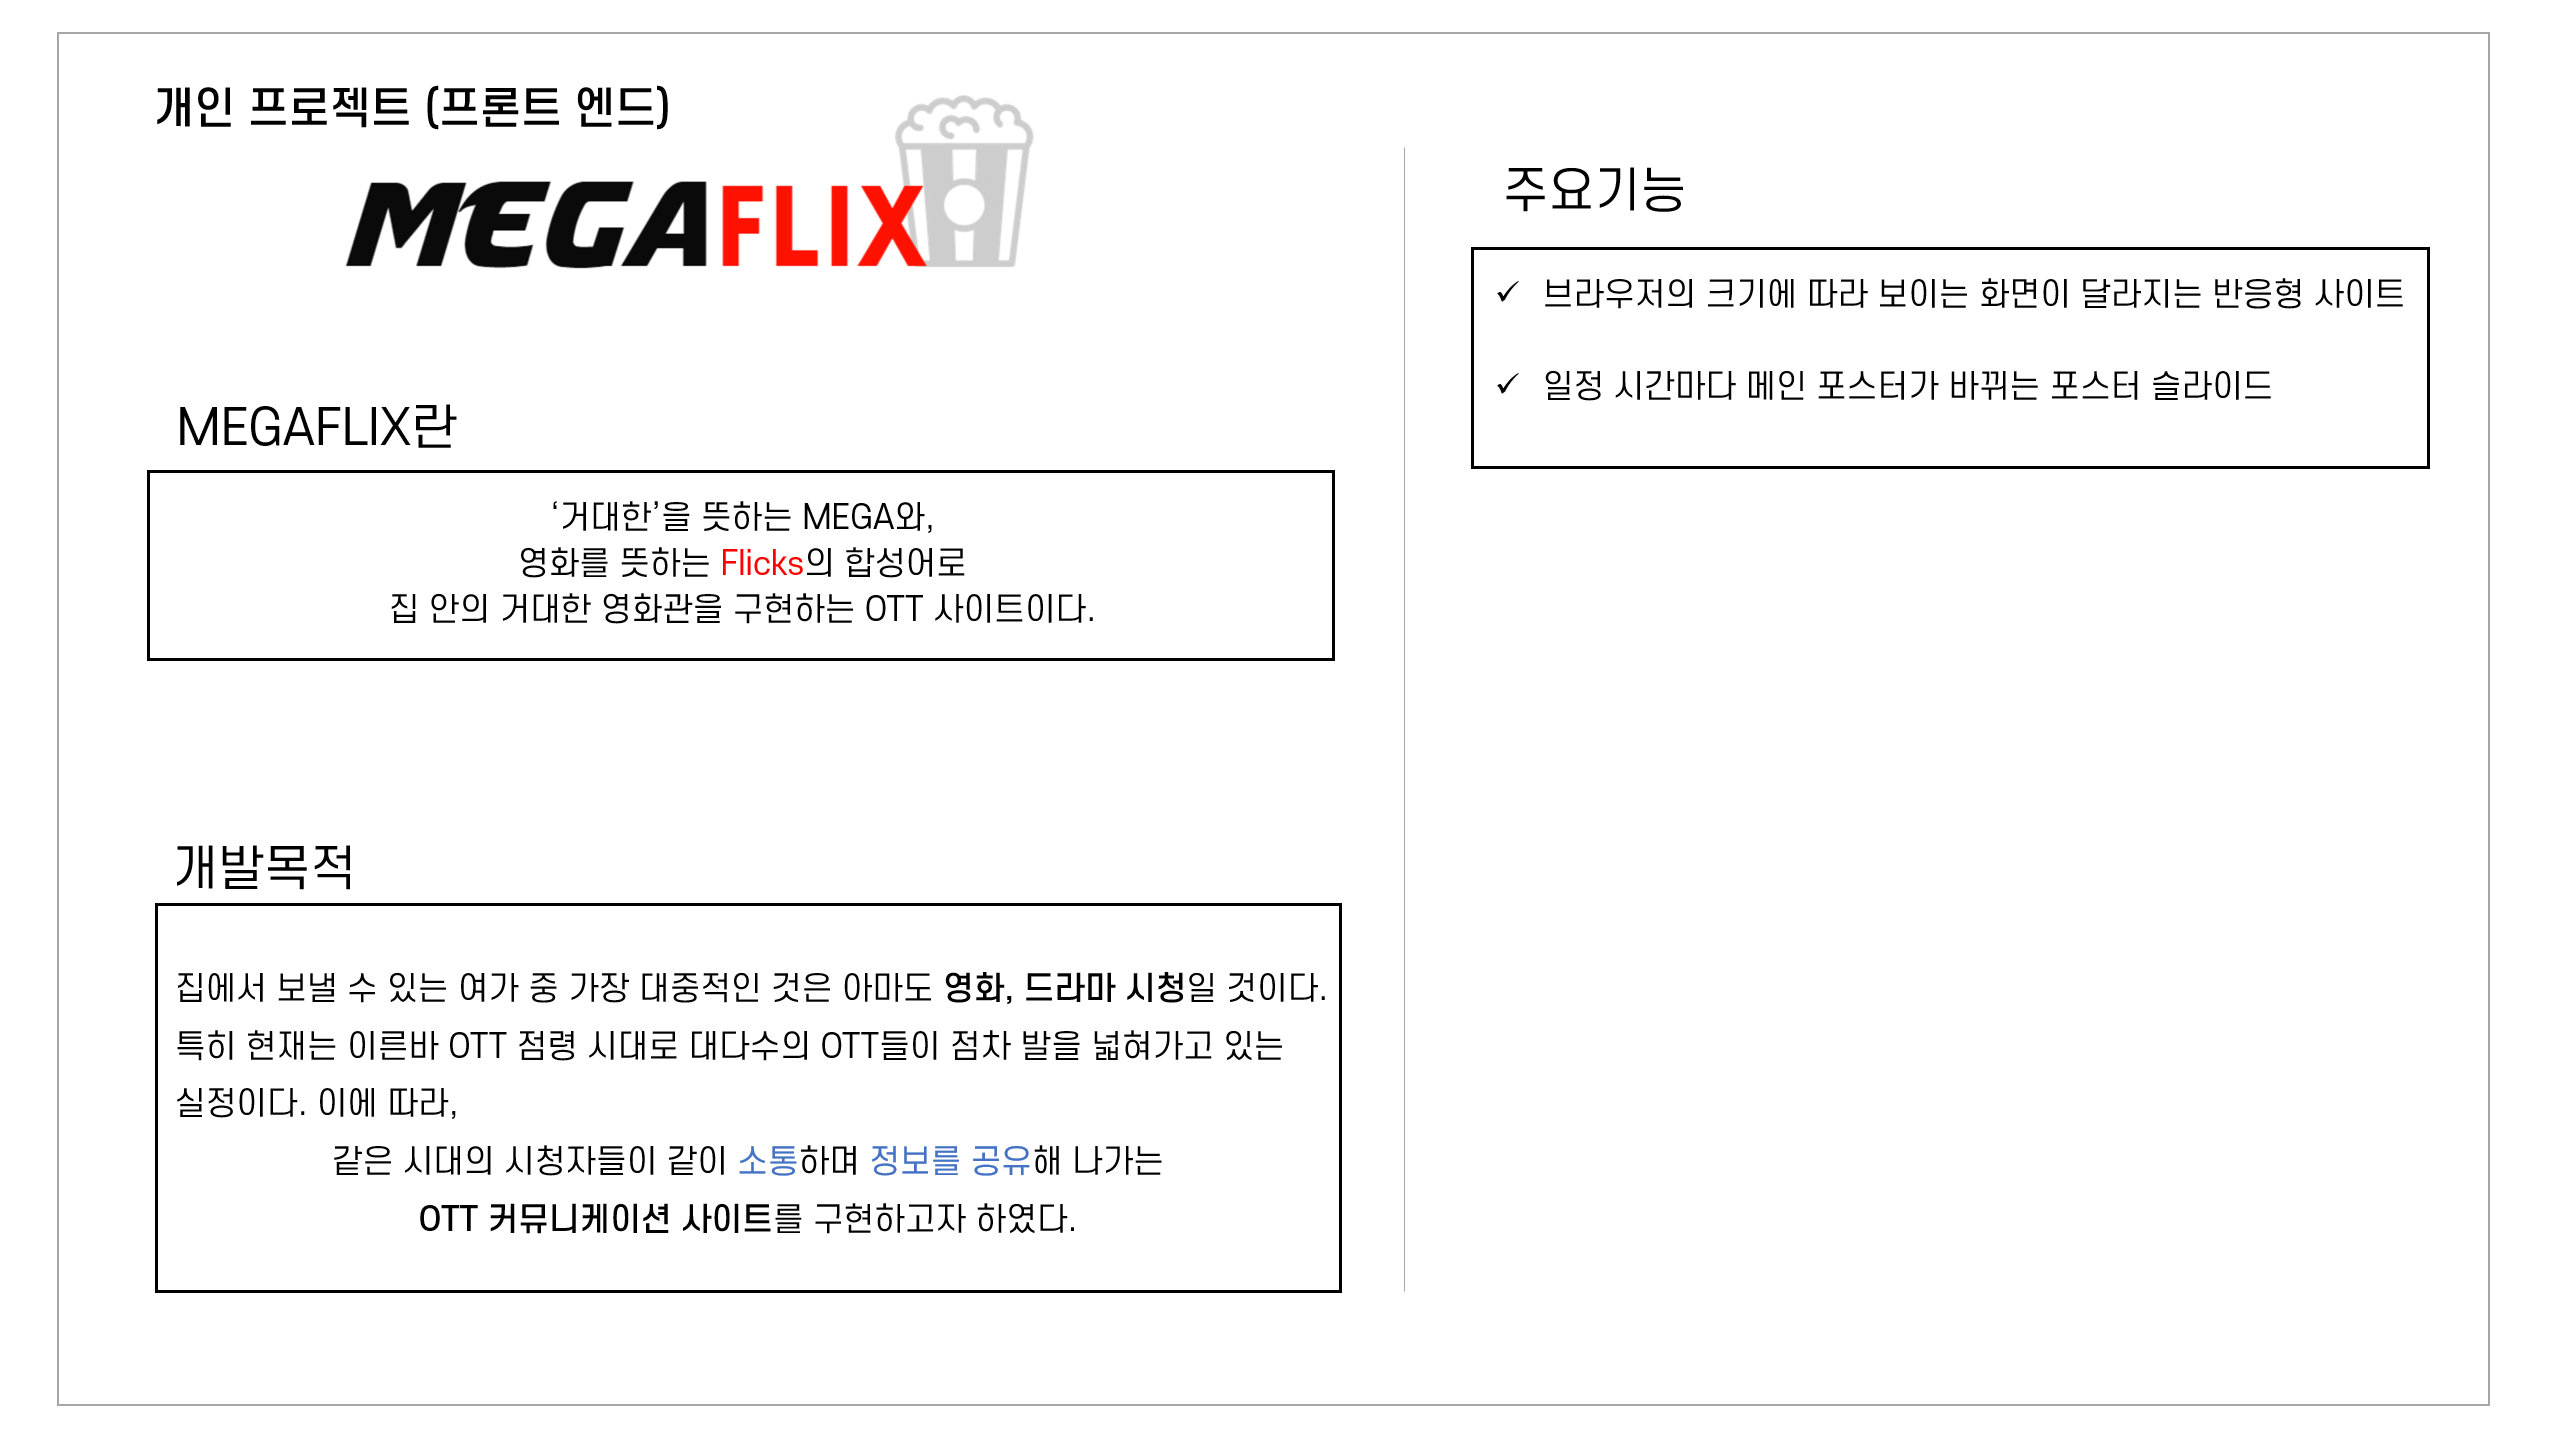 개인 프로젝트 (프론트 엔드)
MEGAFLIX
MEGAFLIX란
‘거대한’을 뜻하는 MEGA와,
영화를 뜻하는 Flicks의 합성어로
집 안의 거대한 영화관을 구현하는 OTT 사이트이다.
개발목적
집에서 보낼 수 있는 여가 중 가장 대중적인 것은 아마도 영화, 드라마 시청일 것이다.
특히 현재는 이른바 OTT 점령 시대로 대다수의 OTT들이 점차 발을 넓혀가고 있는
실정이다. 이에 따라,
같은 시대의 시청자들이 같이 소통하며 정보를 공유해 나가는
OTT 커뮤니케이션 사이트를 구현하고자 하였다.
주요기능
✓ 브라우저의 크기에 따라 보이는 화면이 달라지는 반응형 사이트
✓ 일정 시간마다 메인 포스터가 바뀌는 포스터 슬라이드